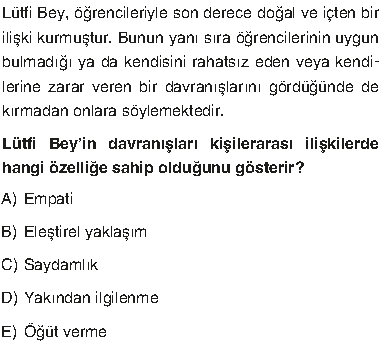 Lütfi Bey, öğrencileriyle son derece doğal ve içten bir
ilişki kurmuştur. Bunun yanı sıra öğrencilerinin uygun
bulmadığı ya da kendisini rahatsız eden veya kendi-
lerine zarar veren bir davranışlarını gördüğünde de
kırmadan onlara söylemektedir.
Lütfi Bey'in davranışları kişilerarası ilişkilerde
hangi özelliğe sahip olduğunu gösterir?
A) Empati
B) Eleştirel yaklaşım
C) Saydamlık
D) Yakından ilgilenme
E) Öğüt verme